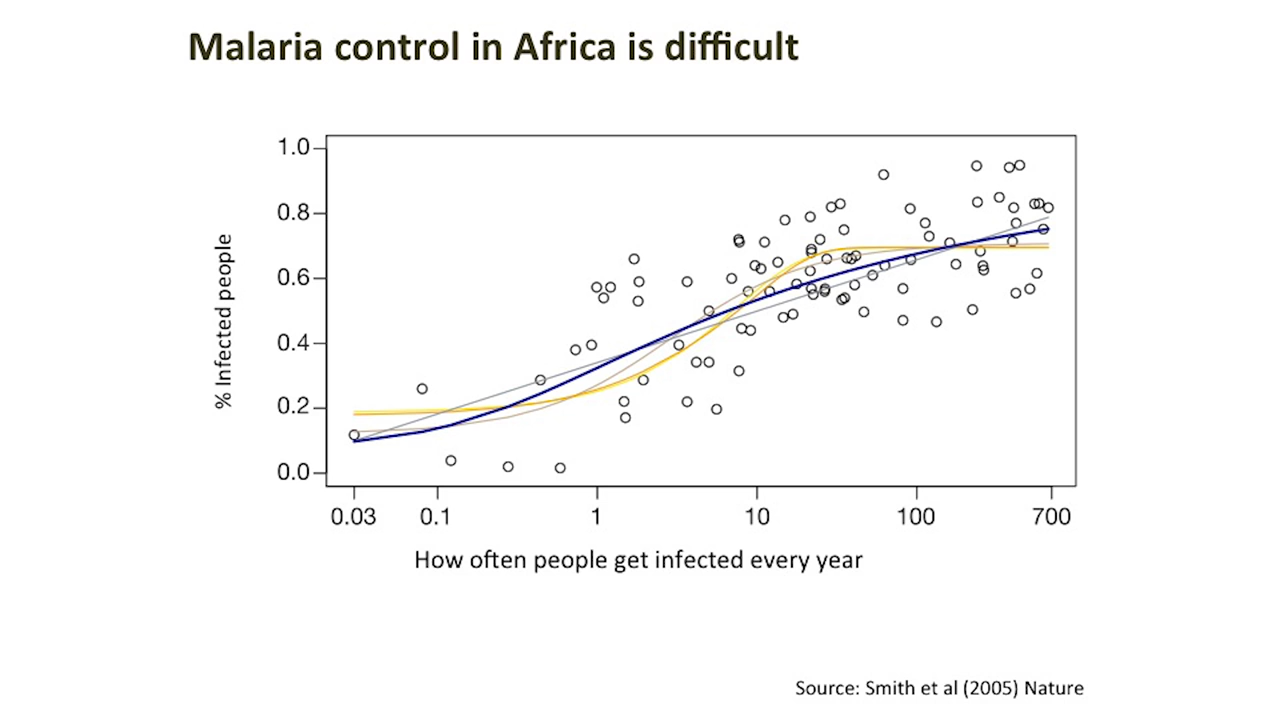 Malaria control in Africa is difficult
1.0
0.8
0.6
0.4
0.2
0.0
% Infected people
0.03 0.1 1 10 100 700
How often people get infected every year
Source: Smith et al (2005) Nature